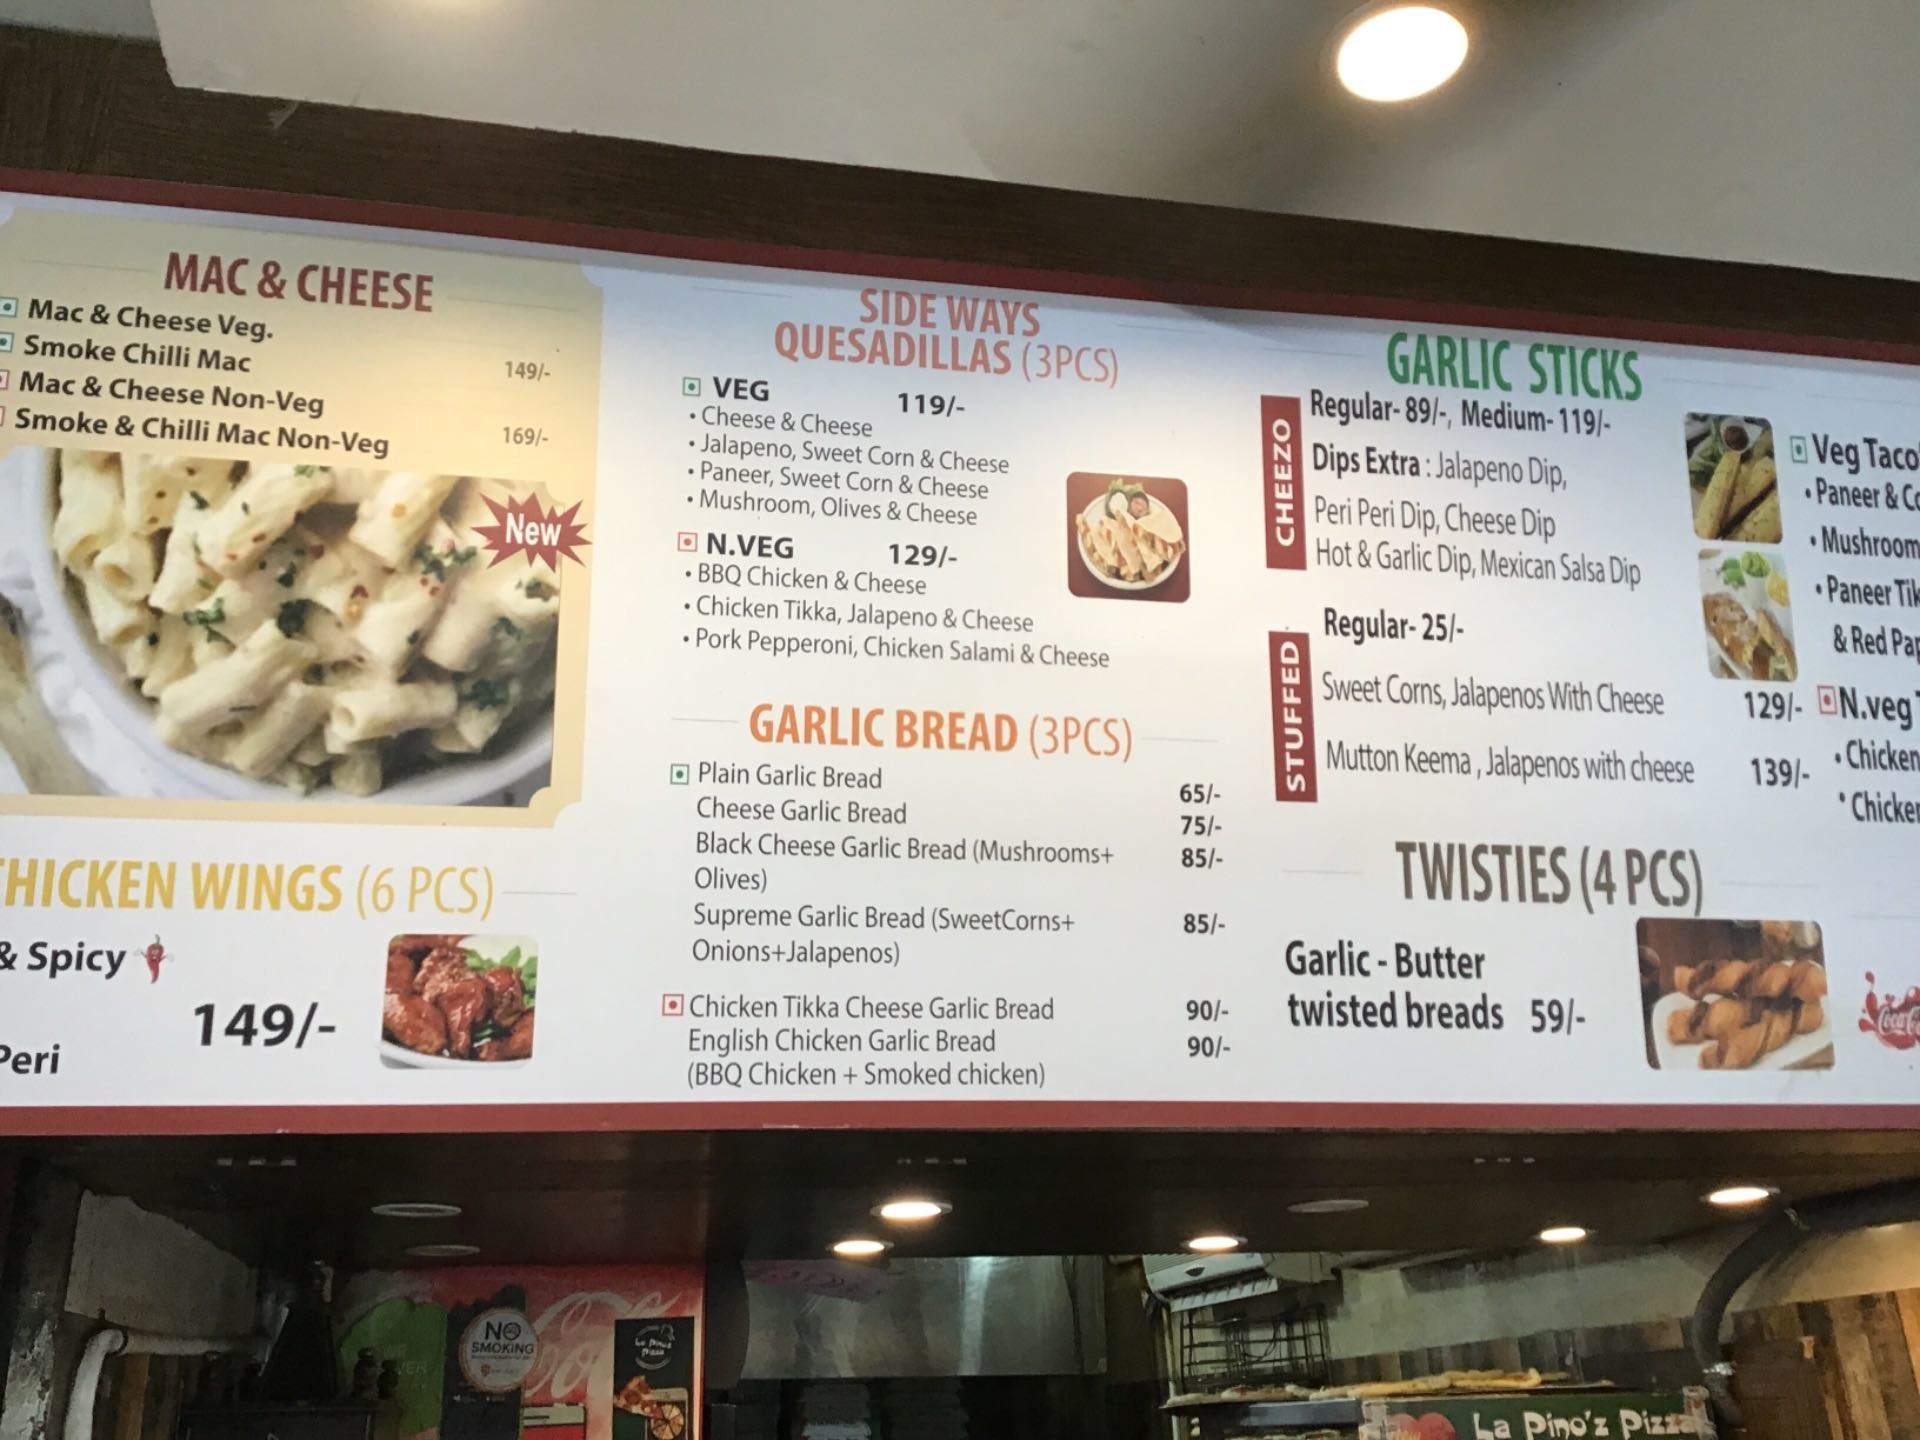 MAC & CHEESE
Mac & Cheese Veg.
Smoke Chilli Mac 149/-
Mac & Cheese Non-Veg
Smoke & Chilli Mac Non-Veg 169/-
New
HICKEN WINGS (6 PCS)
& Spicy
149/-
Peri
SIDE WAYS
QUESADILLAS (3PCS)
VEG 119/-
• Cheese & Cheese
• Jalapeno, Sweet Corn & Cheese
• Paneer, Sweet Corn & Cheese
• Mushroom, Olives & Cheese
N.VEG 129/-
• BBQ Chicken & Cheese
• Chicken Tikka, Jalapeno & Cheese
• Pork Pepperoni, Chicken Salami & Cheese
GARLIC BREAD (3PCS)
Plain Garlic Bread 65/-
Cheese Garlic Bread 75/-
Black Cheese Garlic Bread (Mushrooms+ 85/-
Olives)
Supreme Garlic Bread (SweetCorns+ 85/-
Onions+Jalapenos)
Chicken Tikka Cheese Garlic Bread 90/-
English Chicken Garlic Bread 90/-
(BBQ Chicken + Smoked chicken)
GARLIC STICKS
CHEEZO
Regular- 89/-, Medium- 119/-
Dips Extra : Jalapeno Dip,
Peri Peri Dip, Cheese Dip
Hot & Garlic Dip, Mexican Salsa Dip
Regular- 25/-
STUFFED
Sweet Corns, Jalapenos With Cheese 129/-
Mutton Keema , Jalapenos with cheese 139/-
TWISTIES (4 PCS)
Garlic - Butter
twisted breads 59/-
Veg Taco
• Paneer &
• Mushroom
• Paneer
& Red
N.veg
• Chicken
• Chicken
NO
SMOKING
La Pino'z Pizza